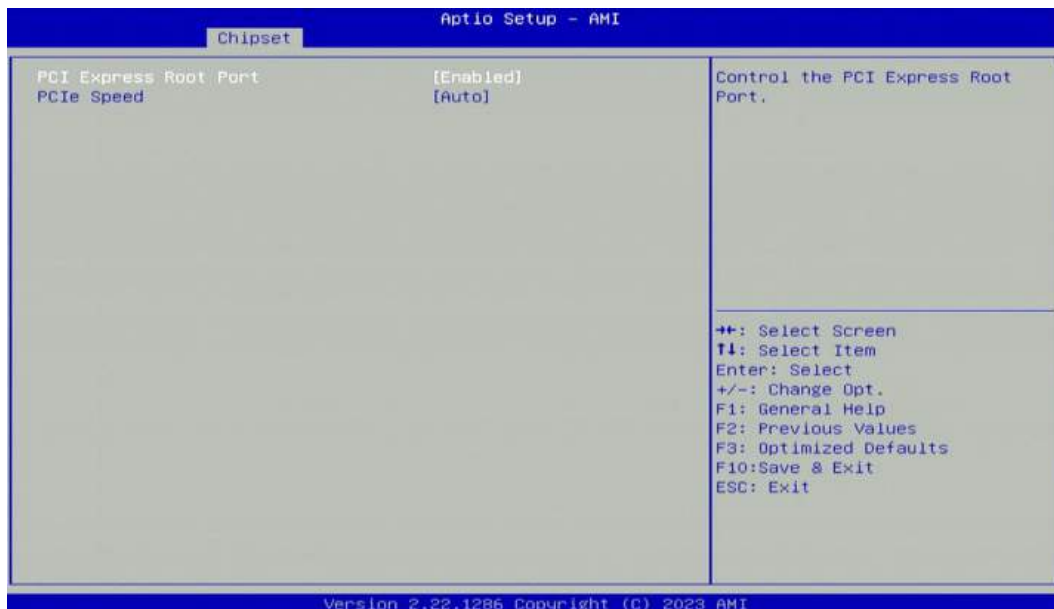 Aptio Setup - AMI
Chipset
PCI Express Root Port [Enabled]
PCIe Speed [Auto]
Control the PCI Express Root
Port.
→←: Select Screen
↑↓: Select Item
Enter: Select
+/-: Change Opt.
F1: General Help
F2: Previous Values
F3: Optimized Defaults
F10:Save & Exit
ESC: Exit
Version 2.22.1286 Copyright (C) 2023 AMI